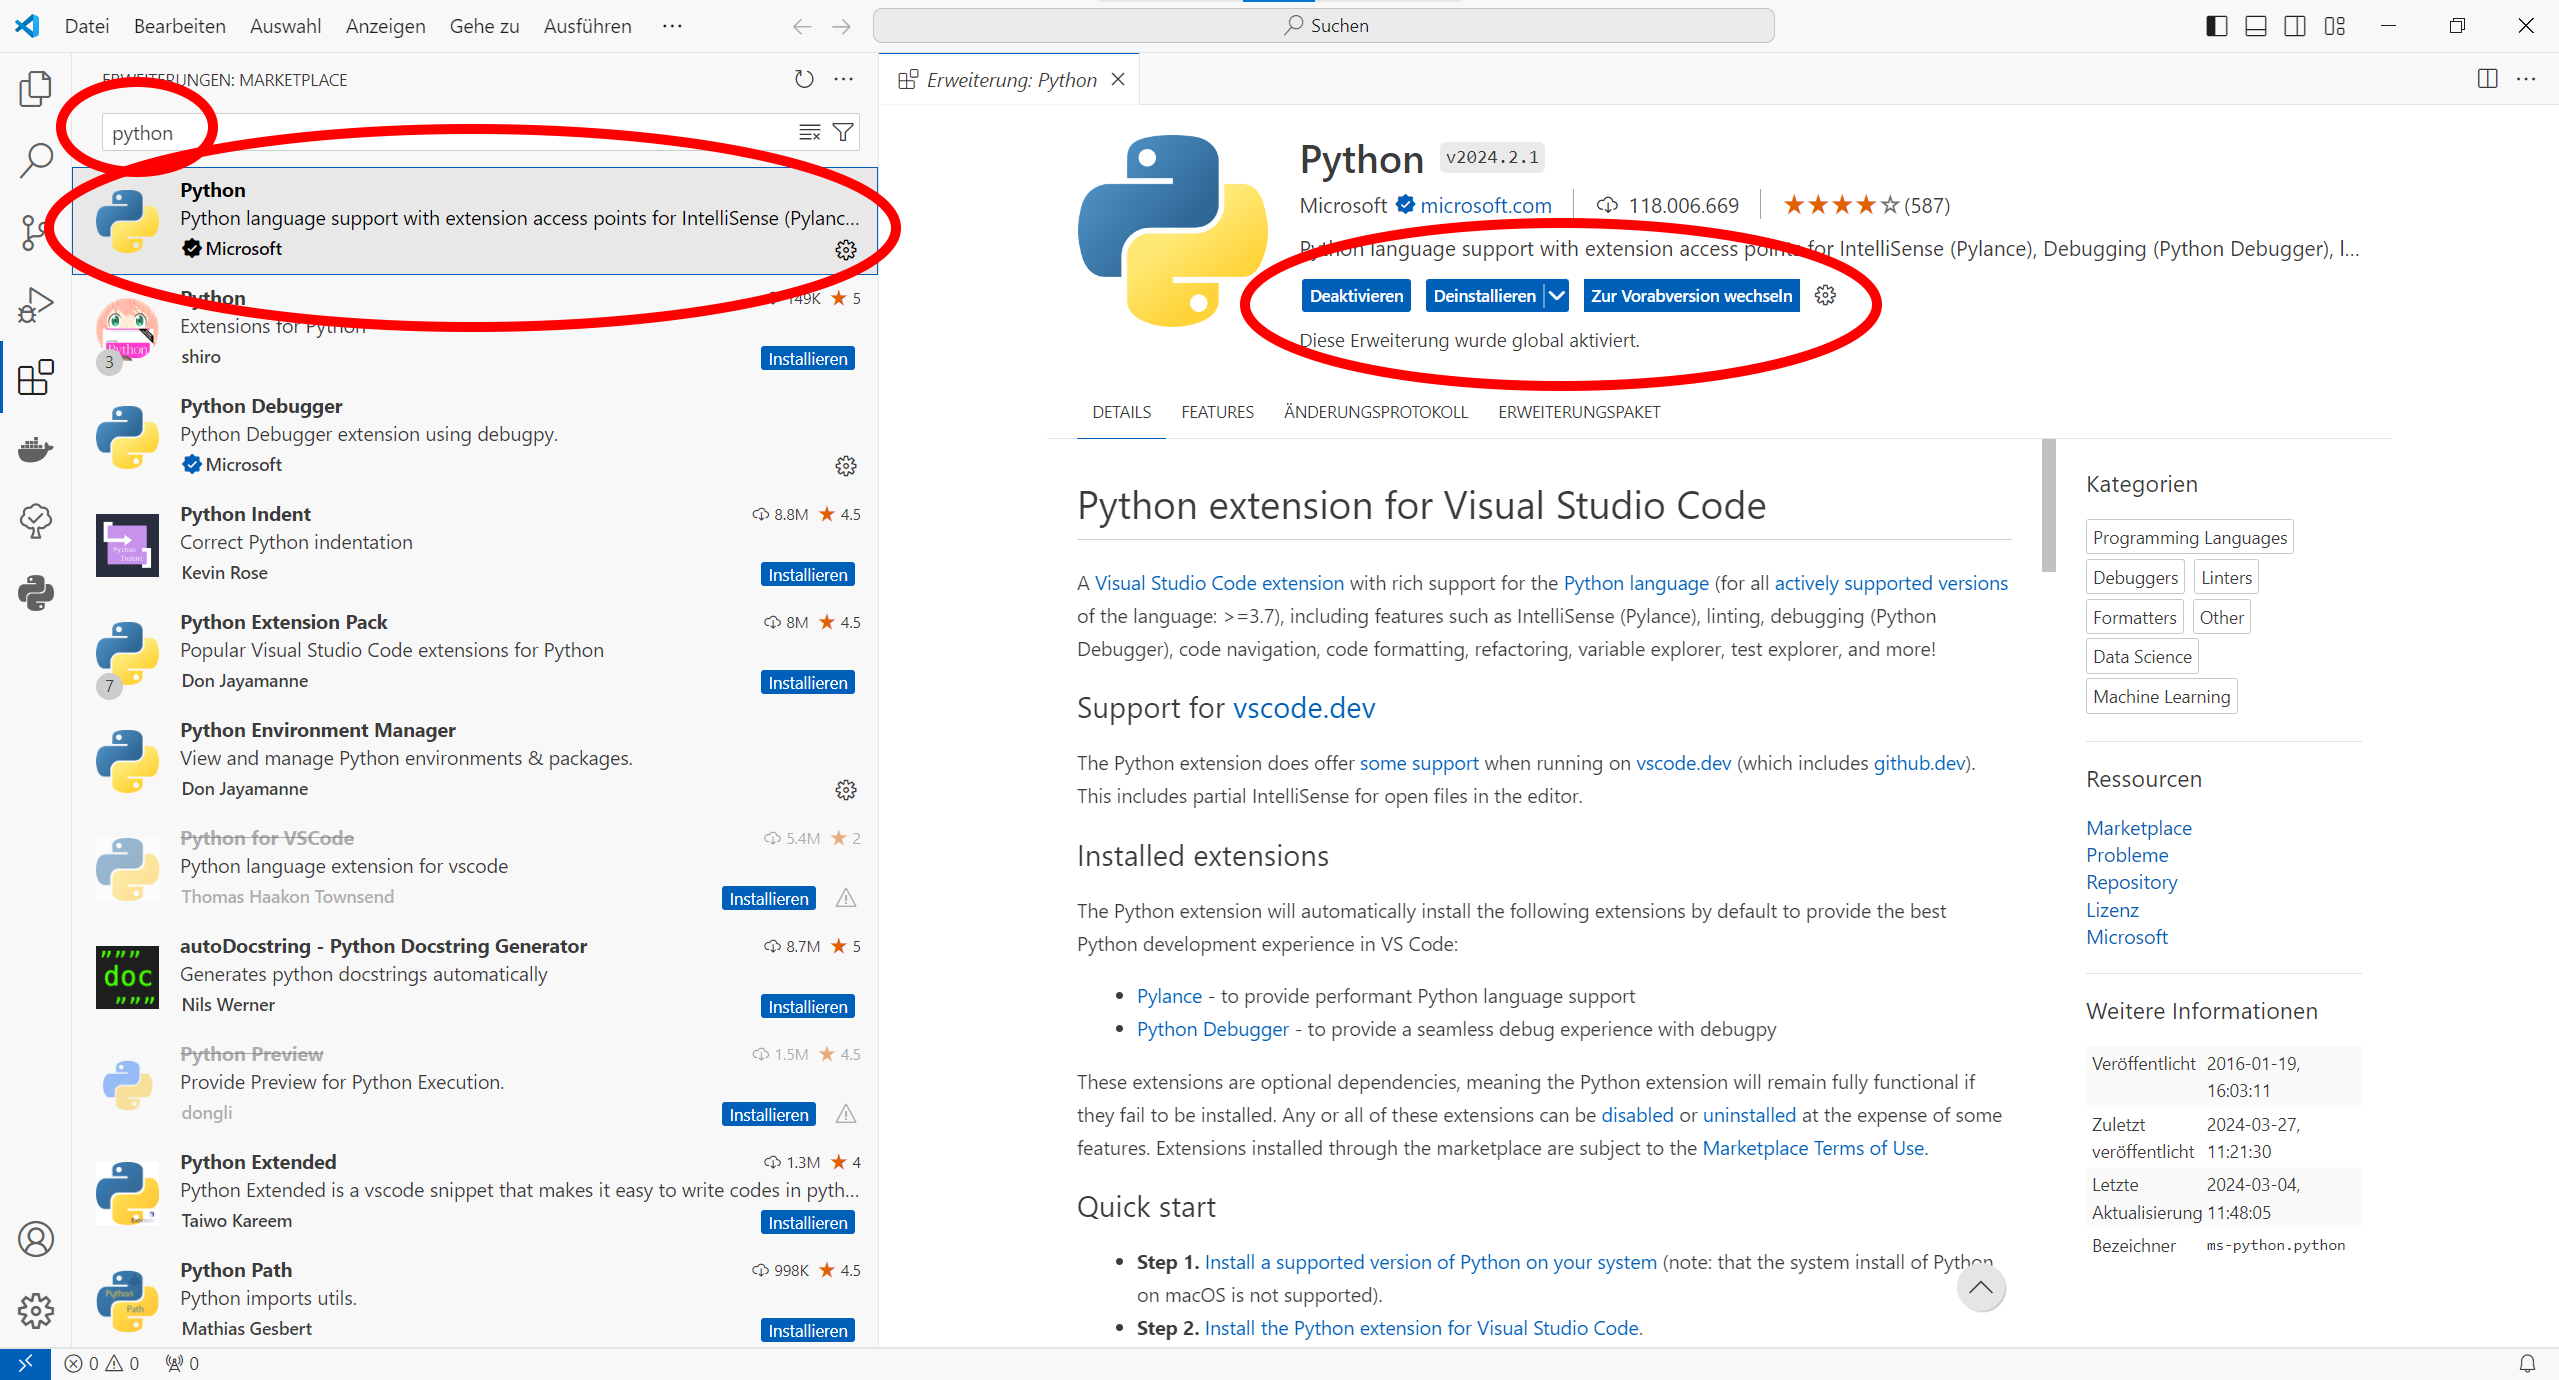 Datei Bearbeiten Auswahl Anzeigen Gehe zu Ausführen ···
Suchen
ERWEITERUNGEN: MARKETPLACE
python
Python
Python language support with extension access points for IntelliSense (Pylanc...
Microsoft
Python 149K 5
Extensions for Python
Python
3
shiro Installieren
Python Debugger
Python Debugger extension using debugpy.
Microsoft
Python Indent 8.8M 4.5
Correct Python indentation
Python
Indent
Kevin Rose Installieren
Python Extension Pack 8M 4.5
Popular Visual Studio Code extensions for Python
7
Don Jayamanne Installieren
Python Environment Manager
View and manage Python environments & packages.
Don Jayamanne
Python for VSCode 5.4M 2
Python language extension for vscode
Thomas Haakon Townsend Installieren
autoDocstring - Python Docstring Generator 8.7M 5
Generates python docstrings automatically
"""
doc
"""
Nils Werner Installieren
Python Preview 1.5M 4.5
Provide Preview for Python Execution.
dongli Installieren
Python Extended 1.3M 4
Python Extended is a vscode snippet that makes it easy to write codes in pyth...
Taiwo Kareem Installieren
Python Path 998K 4.5
Python imports utils.
Python
Path
Mathias Gesbert Installieren
0 0 0
Erweiterung: Python
Python v2024.2.1
Microsoft microsoft.com 118.006.669 (587)
Python language support with extension access points for IntelliSense (Pylance), Debugging (Python Debugger), l...
Deaktivieren Deinstallieren Zur Vorabversion wechseln
Diese Erweiterung wurde global aktiviert.
DETAILS FEATURES ÄNDERUNGSPROTOKOLL ERWEITERUNGSPAKET
Python extension for Visual Studio Code
A Visual Studio Code extension with rich support for the Python language (for all actively supported versions
of the language: >=3.7), including features such as IntelliSense (Pylance), linting, debugging (Python
Debugger), code navigation, code formatting, refactoring, variable explorer, test explorer, and more!
Support for vscode.dev
The Python extension does offer some support when running on vscode.dev (which includes github.dev).
This includes partial IntelliSense for open files in the editor.
Installed extensions
The Python extension will automatically install the following extensions by default to provide the best
Python development experience in VS Code:
• Pylance - to provide performant Python language support
• Python Debugger - to provide a seamless debug experience with debugpy
These extensions are optional dependencies, meaning the Python extension will remain fully functional if
they fail to be installed. Any or all of these extensions can be disabled or uninstalled at the expense of some
features. Extensions installed through the marketplace are subject to the Marketplace Terms of Use.
Quick start
• Step 1. Install a supported version of Python on your system (note: that the system install of Python
on macOS is not supported).
• Step 2. Install the Python extension for Visual Studio Code.
Kategorien
Programming Languages
Debuggers Linters
Formatters Other
Data Science
Machine Learning
Ressourcen
Marketplace
Probleme
Repository
Lizenz
Microsoft
Weitere Informationen
Veröffentlicht 2016-01-19,
16:03:11
Zuletzt 2024-03-27,
veröffentlicht 11:21:30
Letzte 2024-03-04,
Aktualisierung 11:48:05
Bezeichner ms-python.python